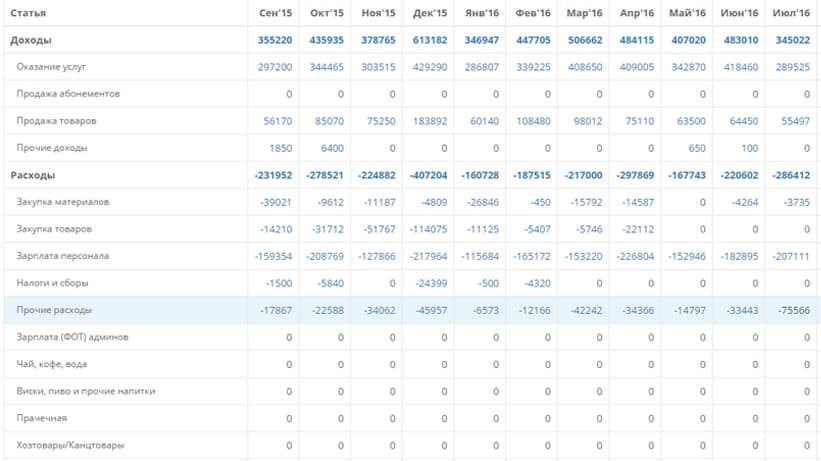 Статья Сен'15 Окт'15 Ноя'15 Дек'15 Янв'16 Фев'16 Мар'16 Апр'16 Май'16 Июн'16 Июл'16
Доходы 355220 435935 378765 613182 346947 447705 506662 484115 407020 483010 345022
Оказание услуг 297200 344465 303515 429290 286807 339225 408650 409005 342870 418460 289525
Продажа абонементов 0 0 0 0 0 0 0 0 0 0 0
Продажа товаров 56170 85070 75250 183892 60140 108480 98012 75110 63500 64450 55497
Прочие доходы 1850 6400 0 0 0 0 0 0 650 100 0
Расходы -231952 -278521 -224882 -407204 -160728 -187515 -217000 -297869 -167743 -220602 -286412
Закупка материалов -39021 -9612 -11187 -4809 -26846 -450 -15792 -14587 0 -4264 -3735
Закупка товаров -14210 -31712 -51767 -114075 -11125 -5407 -5746 -22112 0 0 0
Зарплата персонала -159354 -208769 -127866 -217964 -115684 -165172 -153220 -226804 -152946 -182895 -207111
Налоги и сборы -1500 -5840 0 -24399 -500 -4320 0 0 0 0 0
Прочие расходы -17867 -22588 -34062 -45957 -6573 -12166 -42242 -34366 -14797 -33443 -75566
Зарплата (ФОТ) админов 0 0 0 0 0 0 0 0 0 0 0
Чай, кофе, вода 0 0 0 0 0 0 0 0 0 0 0
Виски, пиво и прочие напитки 0 0 0 0 0 0 0 0 0 0 0
Прачечная 0 0 0 0 0 0 0 0 0 0 0
Хозтовары/Канцтовары 0 0 0 0 0 0 0 0 0 0 0